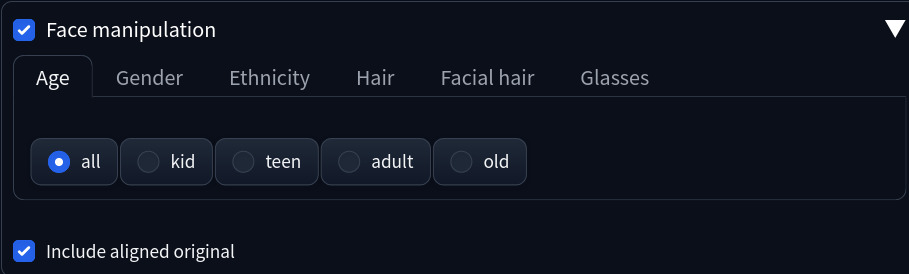 Face manipulation
Age Gender Ethnicity Hair Facial hair Glasses
all kid teen adult old
Include aligned original